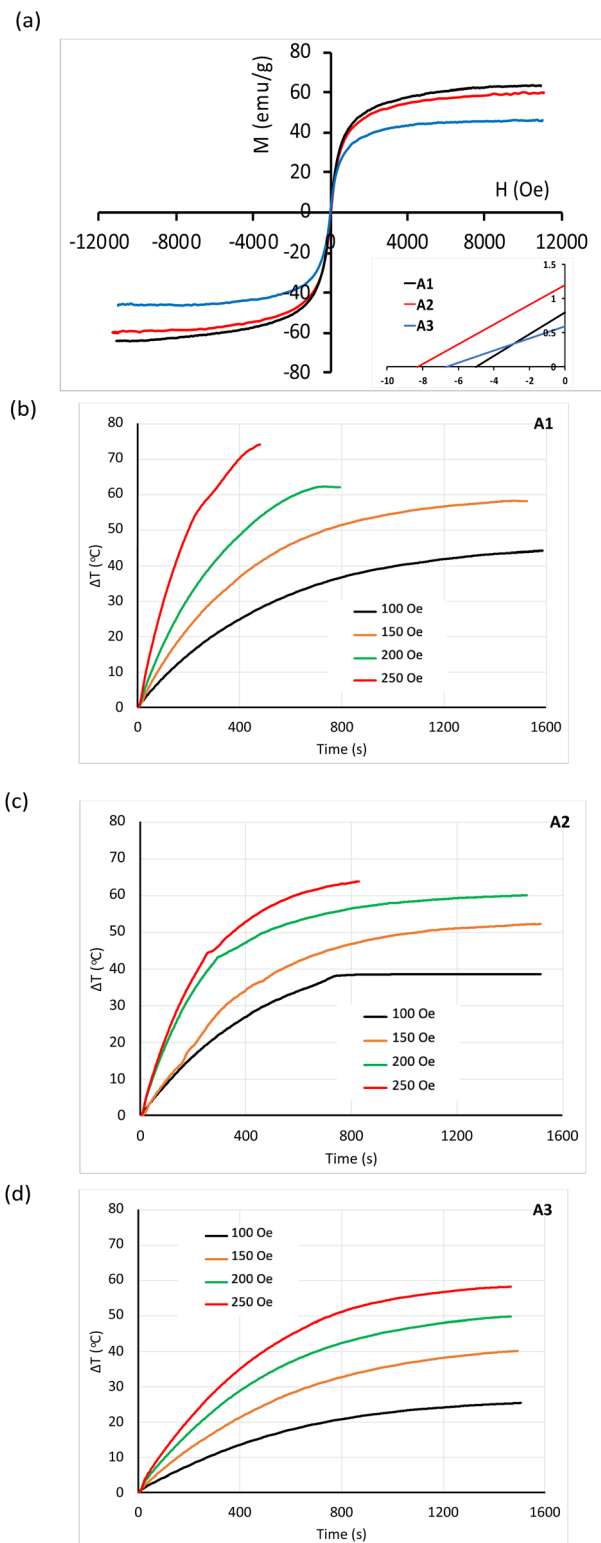 (a)
M (emu/g)
80
60
40
20
0
-20
-40
-60
-80
H (Oe)
-12000 -8000 -4000 0 4000 8000 12000
A1
A2
A3
1.5
1
0.5
0
-10 -8 -6 -4 -2 0
(b)
A1
80
70
60
50
40
30
20
10
0
ΔT (°C)
100 Oe
150 Oe
200 Oe
250 Oe
0 400 800 1200 1600
Time (s)
(c)
A2
80
70
60
50
40
30
20
10
0
ΔT (°C)
100 Oe
150 Oe
200 Oe
250 Oe
0 400 800 1200 1600
Time (s)
(d)
A3
80
70
60
50
40
30
20
10
0
ΔT (°C)
100 Oe
150 Oe
200 Oe
250 Oe
0 400 800 1200 1600
Time (s)